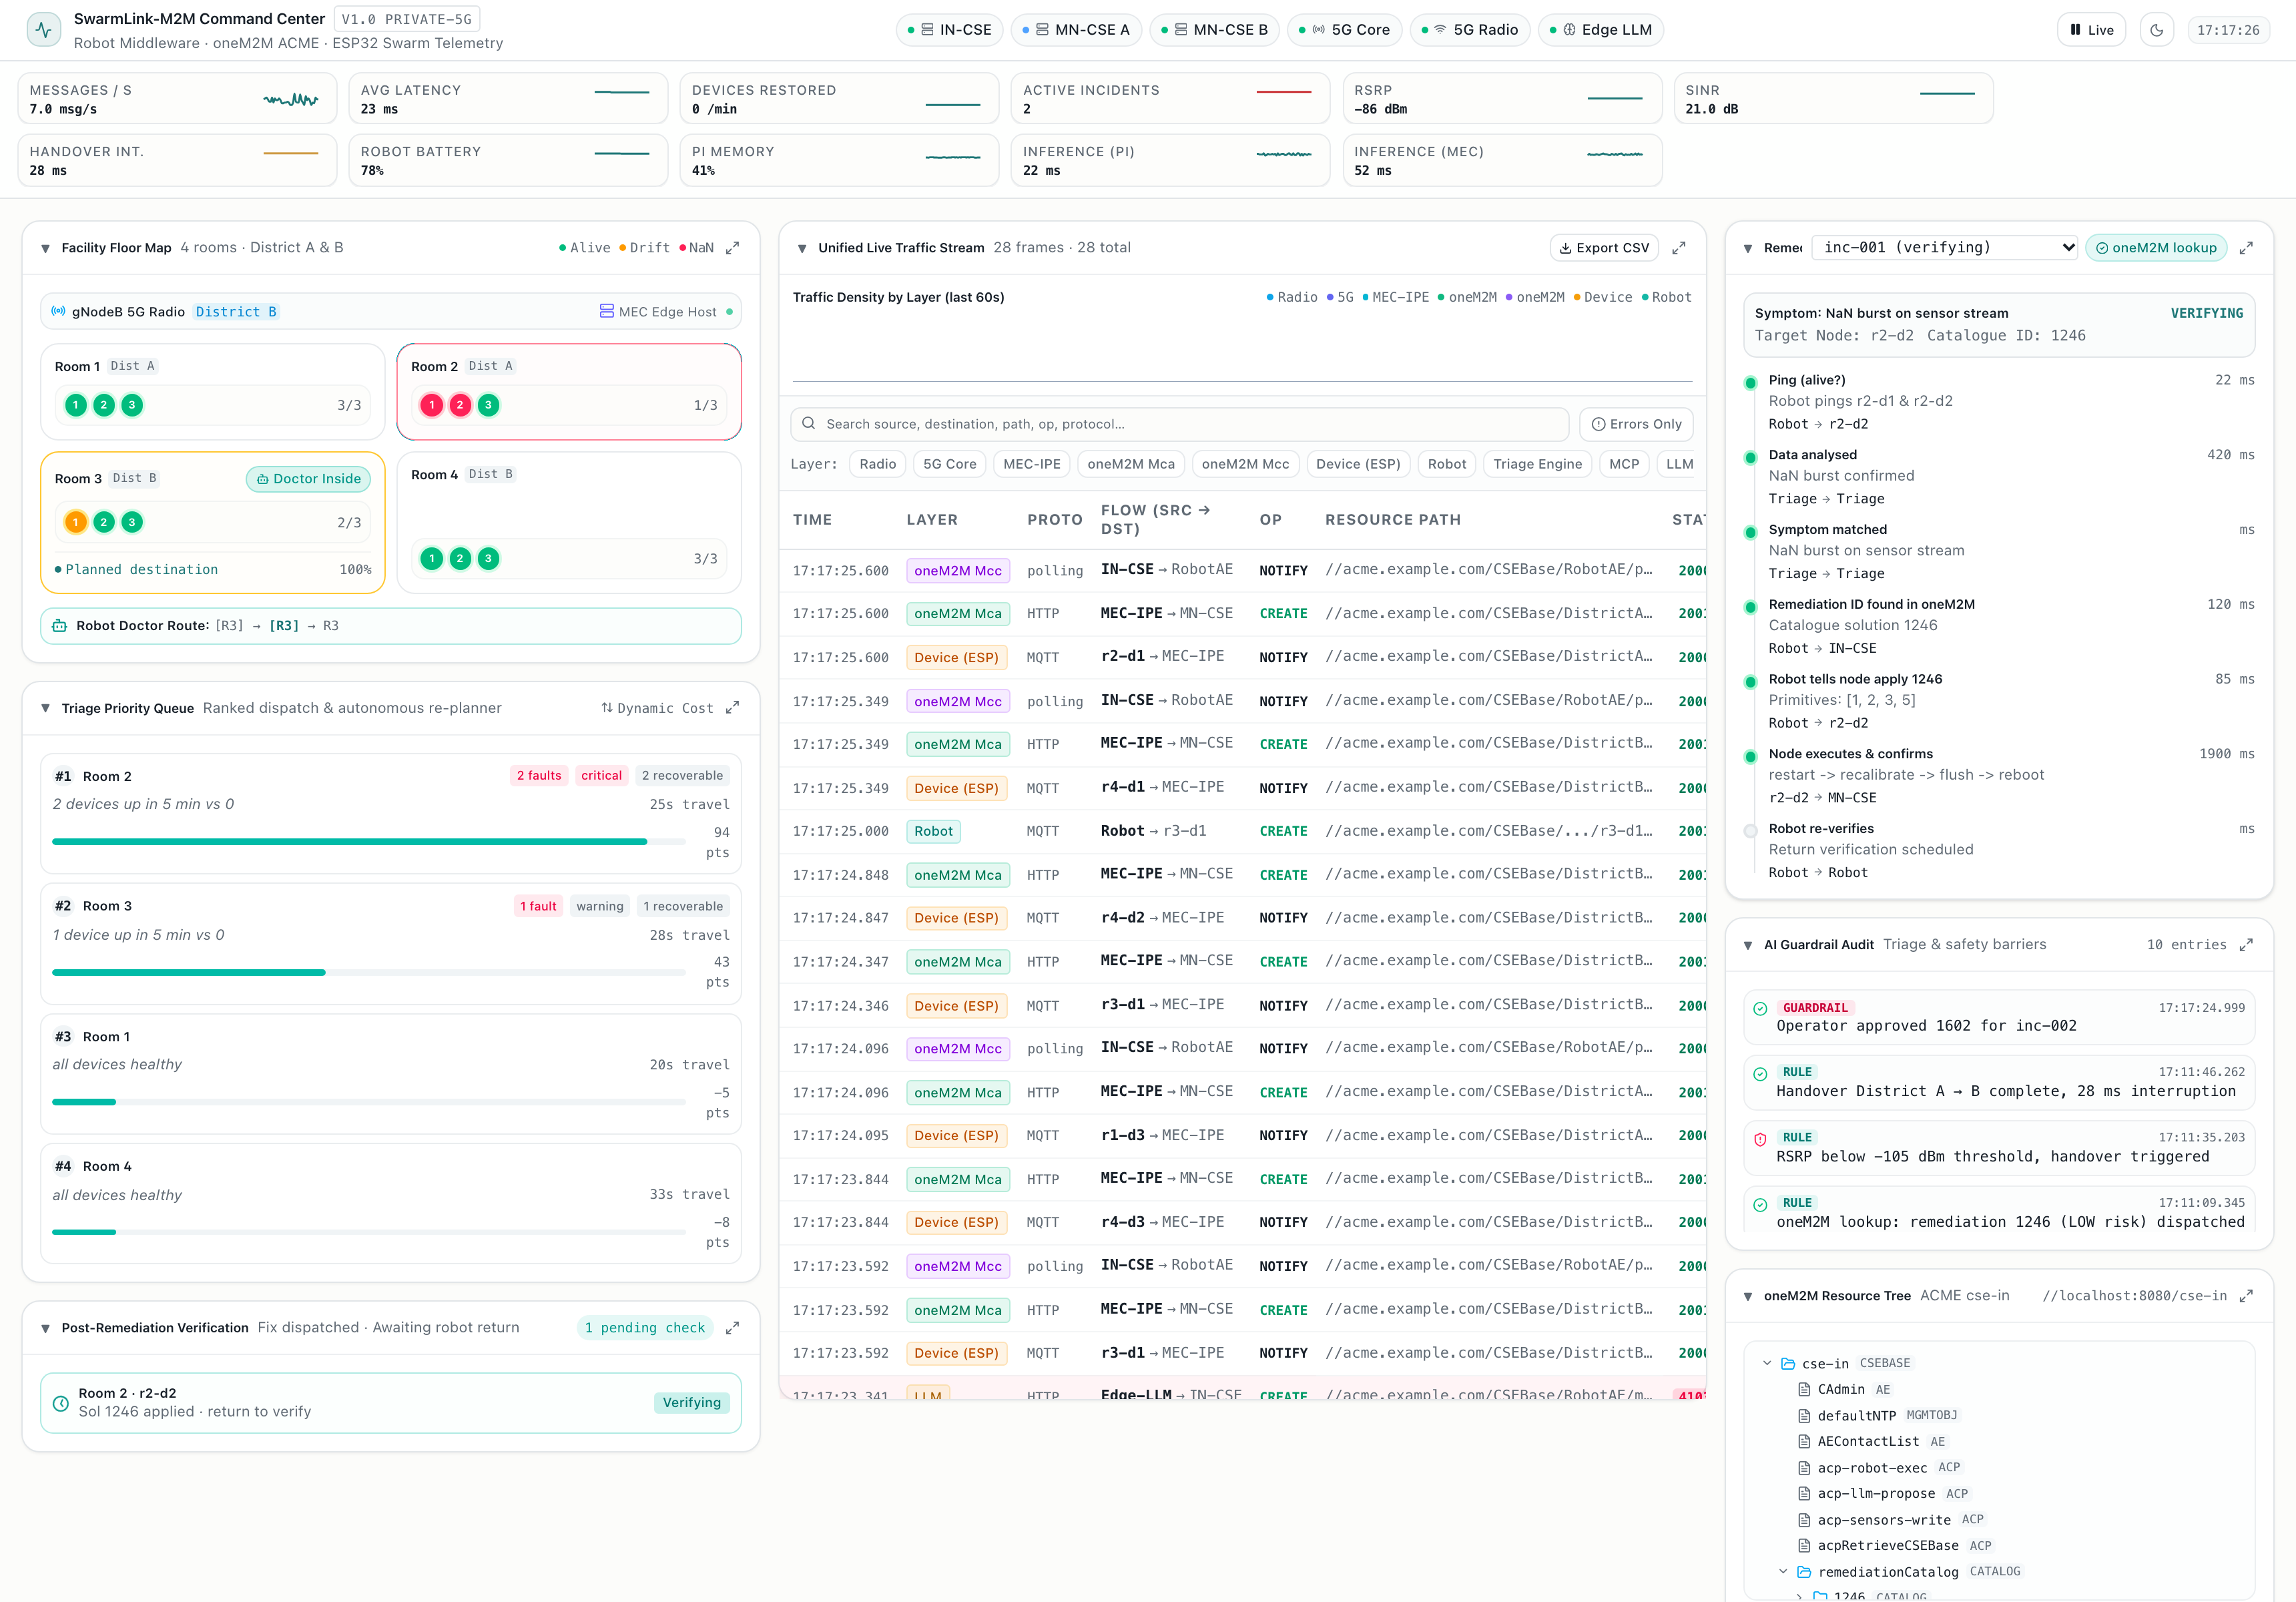 SwarmLink-M2M Command Center V1.0 PRIVATE-5G
Robot Middleware · oneM2M ACME · ESP32 Swarm Telemetry
IN-CSE MN-CSE A MN-CSE B 5G Core 5G Radio Edge LLM
Live 17:17:26
MESSAGES / S
7.0 msg/s
AVG LATENCY
23 ms
DEVICES RESTORED
0 /min
ACTIVE INCIDENTS
2
RSRP
−86 dBm
SINR
21.0 dB
HANDOVER INT.
28 ms
ROBOT BATTERY
78%
PI MEMORY
41%
INFERENCE (PI)
22 ms
INFERENCE (MEC)
52 ms
▼ Facility Floor Map 4 rooms · District A & B Alive Drift NaN
gNodeB 5G Radio District B MEC Edge Host
Room 1 Dist A
1 2 3 3/3
Room 2 Dist A
1 2 3 1/3
Room 3 Dist B Doctor Inside
1 2 3 2/3
Planned destination 100%
Room 4 Dist B
1 2 3 3/3
Robot Doctor Route: [R3] → [R3] → R3
▼ Triage Priority Queue Ranked dispatch & autonomous re-planner Dynamic Cost
#1 Room 2 2 faults critical 2 recoverable
2 devices up in 5 min vs 0 25s travel
94
pts
#2 Room 3 1 fault warning 1 recoverable
1 device up in 5 min vs 0 28s travel
43
pts
#3 Room 1
all devices healthy 20s travel
−5
pts
#4 Room 4
all devices healthy 33s travel
−8
pts
▼ Post-Remediation Verification Fix dispatched · Awaiting robot return 1 pending check
Room 2 · r2-d2
Sol 1246 applied · return to verify
Verifying
▼ Unified Live Traffic Stream 28 frames · 28 total Export CSV
Traffic Density by Layer (last 60s) Radio 5G MEC-IPE oneM2M oneM2M Device Robot
Search source, destination, path, op, protocol... Errors Only
Layer: Radio 5G Core MEC-IPE oneM2M Mca oneM2M Mcc Device (ESP) Robot Triage Engine MCP LLM
TIME LAYER PROTO FLOW (SRC → DST) OP RESOURCE PATH STAT
17:17:25.600 oneM2M Mcc polling IN-CSE → RobotAE NOTIFY //acme.example.com/CSEBase/RobotAE/p… 2000
17:17:25.600 oneM2M Mca HTTP MEC-IPE → MN-CSE CREATE //acme.example.com/CSEBase/DistrictA… 2001
17:17:25.600 Device (ESP) MQTT r2-d1 → MEC-IPE NOTIFY //acme.example.com/CSEBase/DistrictA… 2000
17:17:25.349 oneM2M Mcc polling IN-CSE → RobotAE NOTIFY //acme.example.com/CSEBase/RobotAE/p… 2000
17:17:25.349 oneM2M Mca HTTP MEC-IPE → MN-CSE CREATE //acme.example.com/CSEBase/DistrictB… 2001
17:17:25.349 Device (ESP) MQTT r4-d1 → MEC-IPE NOTIFY //acme.example.com/CSEBase/DistrictB… 2000
17:17:25.000 Robot MQTT Robot → r3-d1 CREATE //acme.example.com/CSEBase/.../r3-d1… 2001
17:17:24.848 oneM2M Mca HTTP MEC-IPE → MN-CSE CREATE //acme.example.com/CSEBase/DistrictB… 2001
17:17:24.847 Device (ESP) MQTT r4-d2 → MEC-IPE NOTIFY //acme.example.com/CSEBase/DistrictB… 2000
17:17:24.347 oneM2M Mca HTTP MEC-IPE → MN-CSE CREATE //acme.example.com/CSEBase/DistrictB… 2001
17:17:24.346 Device (ESP) MQTT r3-d1 → MEC-IPE NOTIFY //acme.example.com/CSEBase/DistrictB… 2000
17:17:24.096 oneM2M Mcc polling IN-CSE → RobotAE NOTIFY //acme.example.com/CSEBase/RobotAE/p… 2000
17:17:24.096 oneM2M Mca HTTP MEC-IPE → MN-CSE CREATE //acme.example.com/CSEBase/DistrictA… 2001
17:17:24.095 Device (ESP) MQTT r1-d3 → MEC-IPE NOTIFY //acme.example.com/CSEBase/DistrictA… 2000
17:17:23.844 oneM2M Mca HTTP MEC-IPE → MN-CSE CREATE //acme.example.com/CSEBase/DistrictB… 2001
17:17:23.844 Device (ESP) MQTT r4-d3 → MEC-IPE NOTIFY //acme.example.com/CSEBase/DistrictB… 2000
17:17:23.592 oneM2M Mcc polling IN-CSE → RobotAE NOTIFY //acme.example.com/CSEBase/RobotAE/p… 2000
17:17:23.592 oneM2M Mca HTTP MEC-IPE → MN-CSE CREATE //acme.example.com/CSEBase/DistrictB… 2001
17:17:23.592 Device (ESP) MQTT r3-d1 → MEC-IPE NOTIFY //acme.example.com/CSEBase/DistrictB… 2000
17:17:23.341 LLM HTTP Edge-LLM → IN-CSE CREATE //acme.example.com/CSEBase/RobotAE/m… 410
▼ Remed inc-001 (verifying) oneM2M lookup
Symptom: NaN burst on sensor stream VERIFYING
Target Node: r2-d2 Catalogue ID: 1246
Ping (alive?) 22 ms
Robot pings r2-d1 & r2-d2
Robot → r2-d2
Data analysed 420 ms
NaN burst confirmed
Triage → Triage
Symptom matched ms
NaN burst on sensor stream
Triage → Triage
Remediation ID found in oneM2M 120 ms
Catalogue solution 1246
Robot → IN-CSE
Robot tells node apply 1246 85 ms
Primitives: [1, 2, 3, 5]
Robot → r2-d2
Node executes & confirms 1900 ms
restart -> recalibrate -> flush -> reboot
r2-d2 → MN-CSE
Robot re-verifies ms
Return verification scheduled
Robot → Robot
▼ AI Guardrail Audit Triage & safety barriers 10 entries
GUARDRAIL 17:17:24.999
Operator approved 1602 for inc-002
RULE 17:11:46.262
Handover District A → B complete, 28 ms interruption
RULE 17:11:35.203
RSRP below −105 dBm threshold, handover triggered
RULE 17:11:09.345
oneM2M lookup: remediation 1246 (LOW risk) dispatched
▼ oneM2M Resource Tree ACME cse-in //localhost:8080/cse-in
cse-in CSEBASE
CAdmin AE
defaultNTP MGMTOBJ
AEContactList AE
acp-robot-exec ACP
acp-llm-propose ACP
acp-sensors-write ACP
acpRetrieveCSEBase ACP
remediationCatalog CATALOG
1246 CATALOG